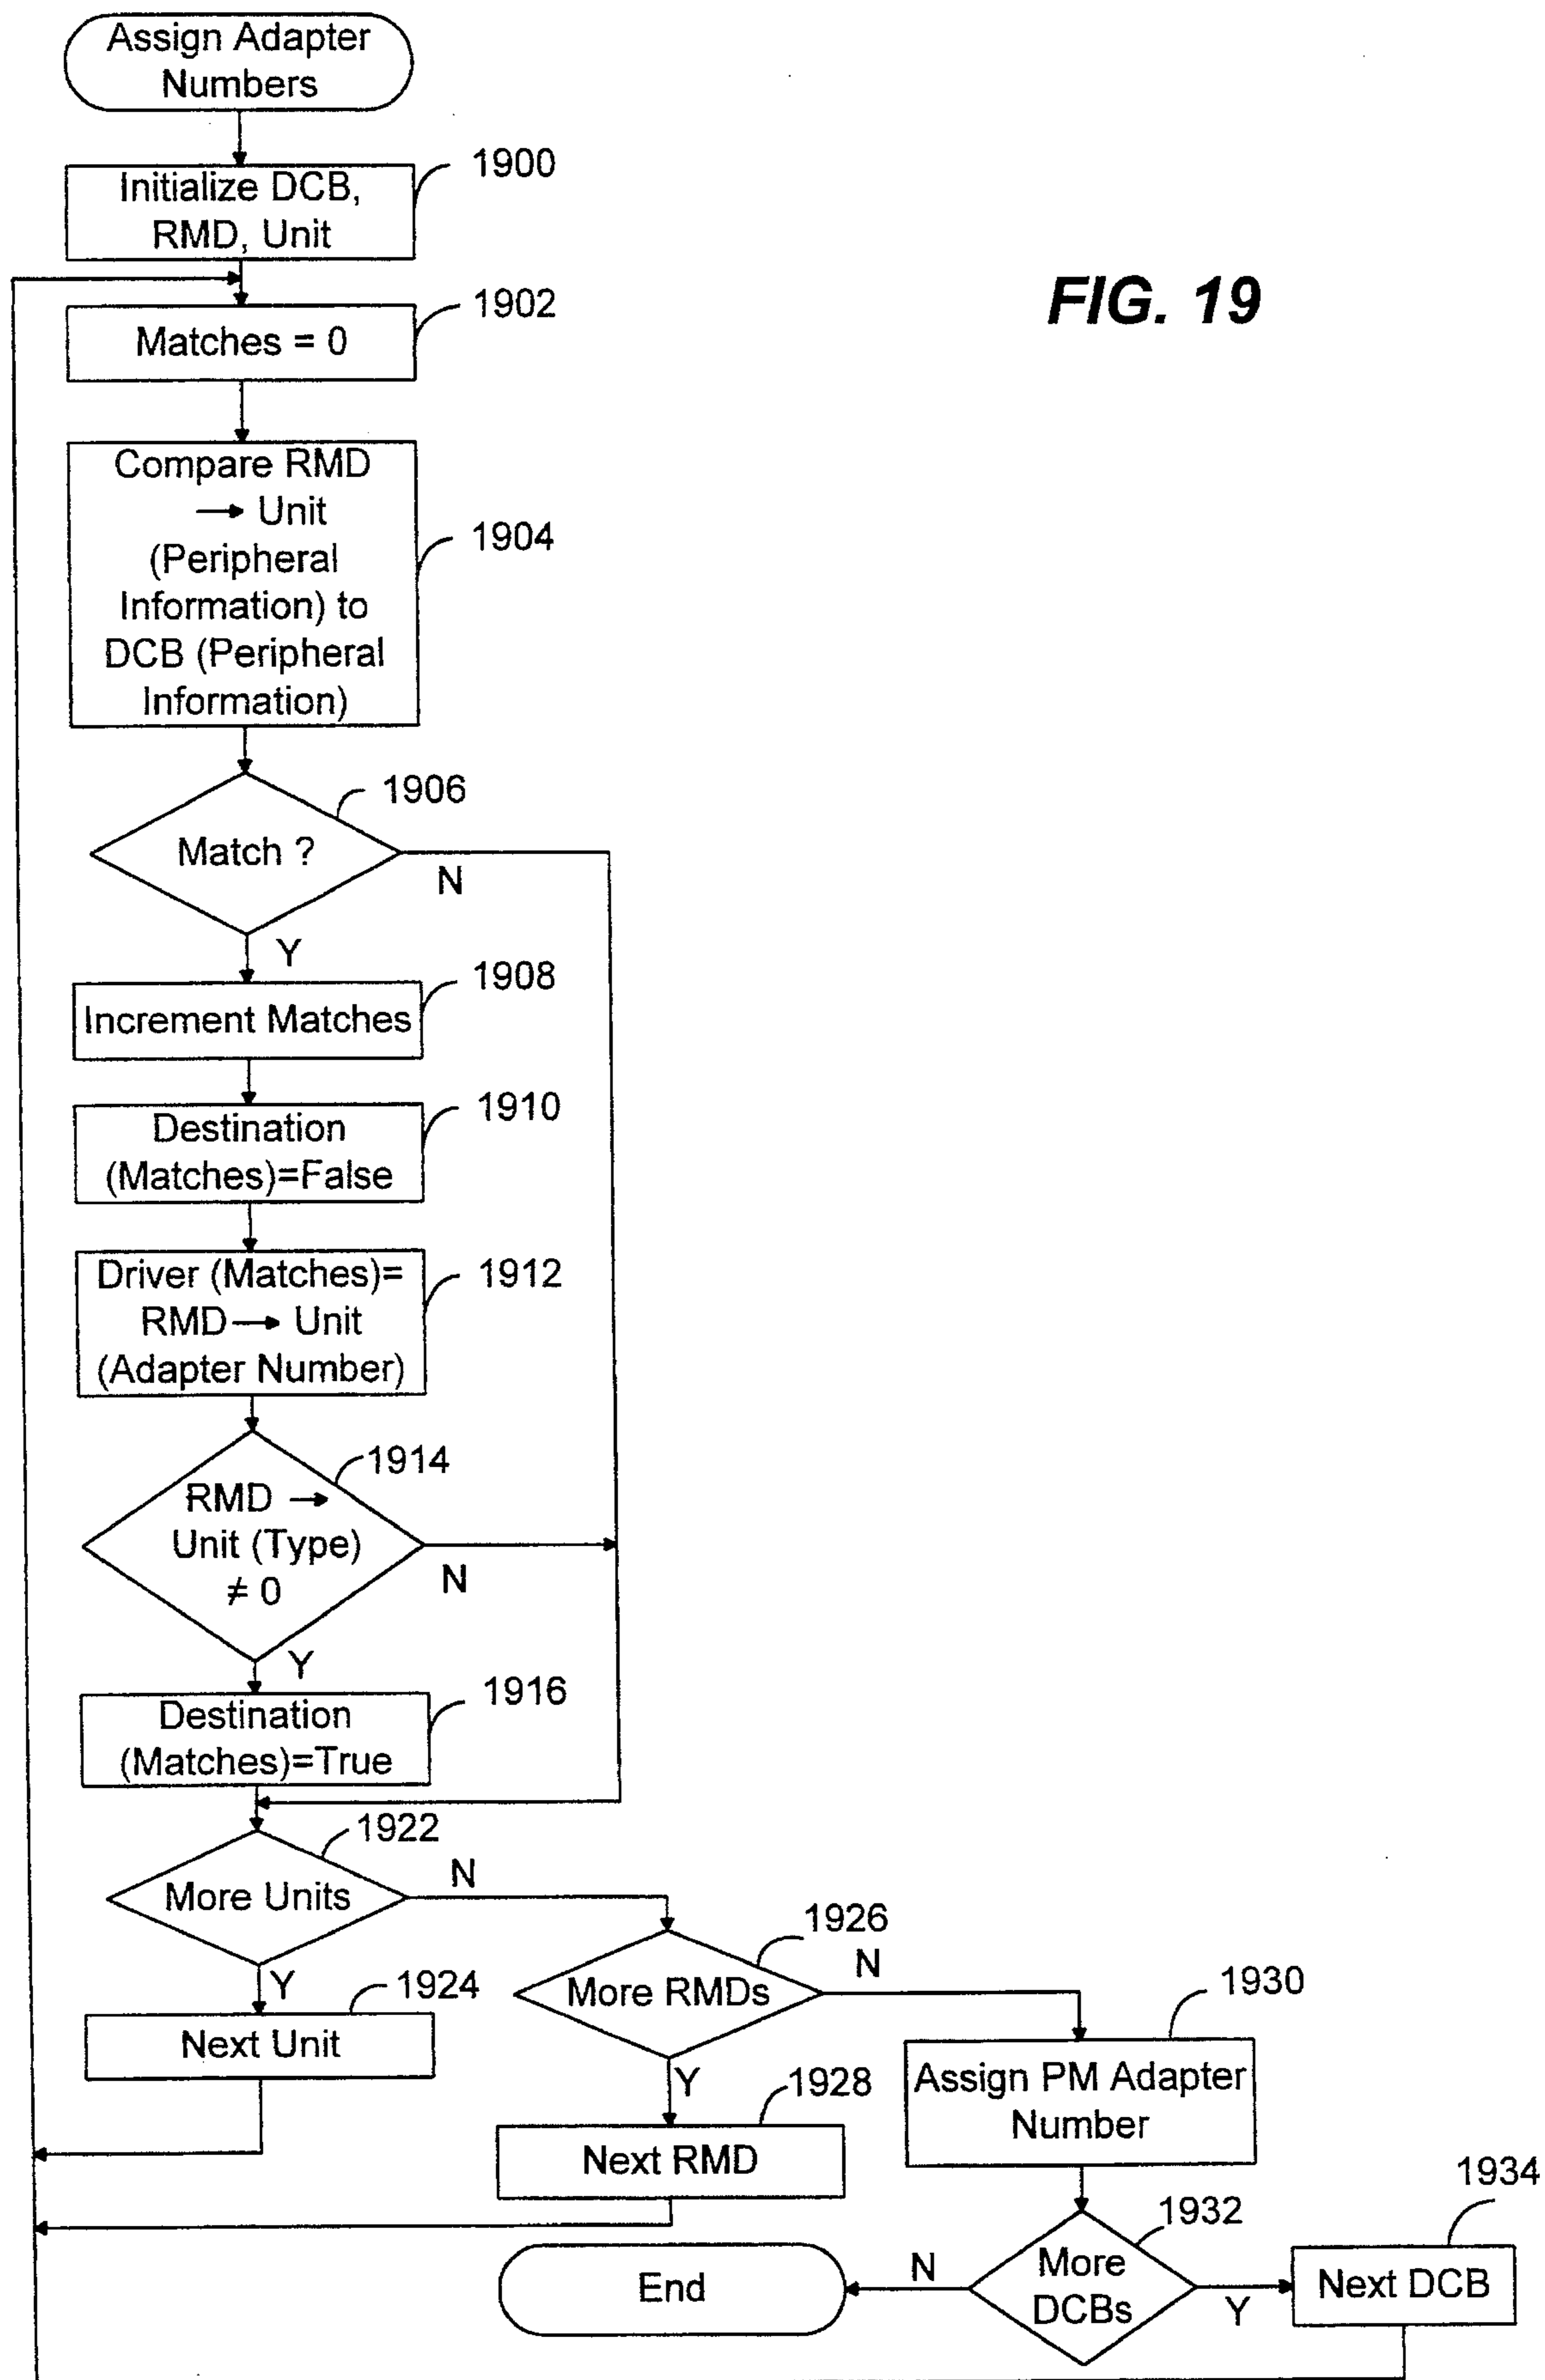 Assign Adapter
Numbers
1900
Initialize DCB,
RMD, Unit
FIG. 19
1902
Matches = 0
Compare RMD
→ Unit
(Peripheral
Information) to
DCB (Peripheral
Information)
1904
1906
Match ?
N
Y
1908
Increment Matches
1910
Destination
(Matches)=False
1912
Driver (Matches)=
RMD→ Unit
(Adapter Number)
1914
RMD →
Unit (Type)
≠ 0
N
Y
1916
Destination
(Matches)=True
1922
More Units
N
Y
1924
Next Unit
1926
More RMDs
N
Y
1928
Next RMD
1930
Assign PM Adapter
Number
1932
More
DCBs
N
Y
1934
Next DCB
End